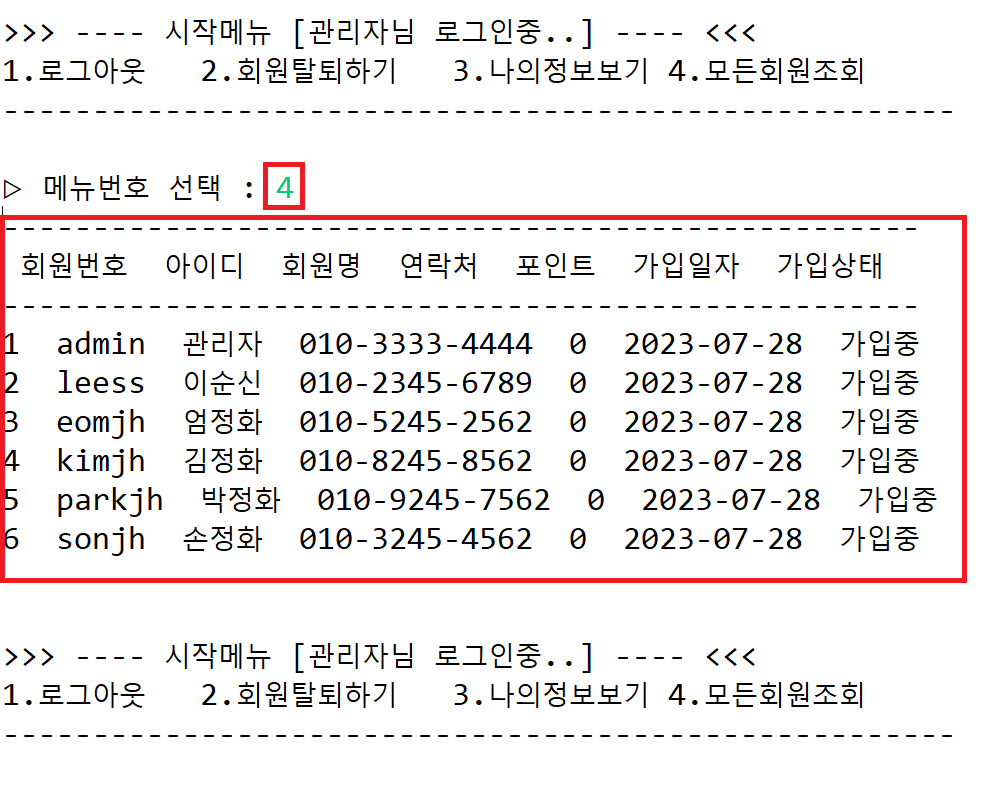 >>> ---- 시작메뉴 [관리자님 로그인중..] ---- <<<
1.로그아웃   2.회원탈퇴하기   3.나의정보보기 4.모든회원조회
-----------------------------------------------------
▷ 메뉴번호 선택 : 4
---------------------------------------------------
회원번호  아이디  회원명  연락처  포인트  가입일자  가입상태
---------------------------------------------------
1  admin  관리자  010-3333-4444  0  2023-07-28  가입중
2  leess  이순신  010-2345-6789  0  2023-07-28  가입중
3  eomjh  엄정화  010-5245-2562  0  2023-07-28  가입중
4  kimjh  김정화  010-8245-8562  0  2023-07-28  가입중
5  parkjh  박정화  010-9245-7562  0  2023-07-28  가입중
6  sonjh  손정화  010-3245-4562  0  2023-07-28  가입중
>>> ---- 시작메뉴 [관리자님 로그인중..] ---- <<<
1.로그아웃   2.회원탈퇴하기   3.나의정보보기 4.모든회원조회
-----------------------------------------------------